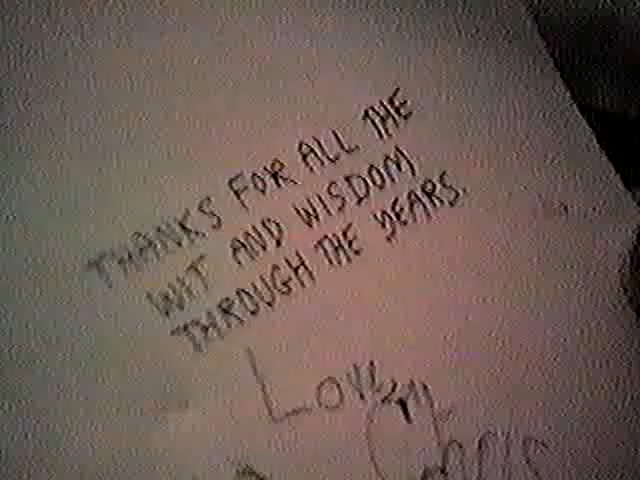 THANKS FOR ALL THE
WIT AND WISDOM
THROUGH THE YEARS.
LOVE,